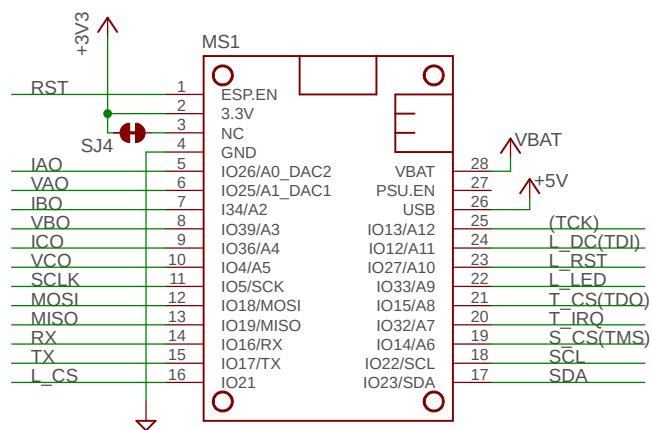 +3V3
MS1
RST 1 ESP.EN
2 3.3V
SJ4 3 NC
4 GND
IAO 5 IO26/A0_DAC2 VBAT 28 VBAT
VAO 6 IO25/A1_DAC1 PSU.EN 27
IBO 7 I34/A2 USB 26 +5V
VBO 8 IO39/A3 IO13/A12 25 (TCK)
ICO 9 IO36/A4 IO12/A11 24 L_DC(TDI)
VCO 10 IO4/A5 IO27/A10 23 L_RST
SCLK 11 IO5/SCK IO33/A9 22 L_LED
MOSI 12 IO18/MOSI IO15/A8 21 T_CS(TDO)
MISO 13 IO19/MISO IO32/A7 20 T_IRQ
RX 14 IO16/RX IO14/A6 19 S_CS(TMS)
TX 15 IO17/TX IO22/SCL 18 SCL
L_CS 16 IO21 IO23/SDA 17 SDA